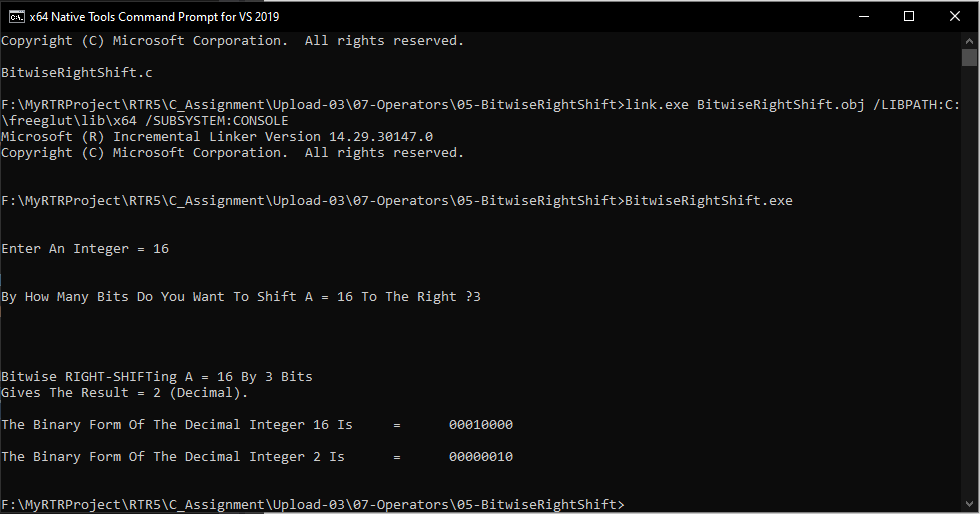 x64 Native Tools Command Prompt for VS 2019
Copyright (C) Microsoft Corporation.  All rights reserved.
BitwiseRightShift.c
F:\MyRTRProject\RTR5\C_Assignment\Upload-03\07-Operators\05-BitwiseRightShift>link.exe BitwiseRightShift.obj /LIBPATH:C:
\freeglut\lib\x64 /SUBSYSTEM:CONSOLE
Microsoft (R) Incremental Linker Version 14.29.30147.0
Copyright (C) Microsoft Corporation.  All rights reserved.
F:\MyRTRProject\RTR5\C_Assignment\Upload-03\07-Operators\05-BitwiseRightShift>BitwiseRightShift.exe
Enter An Integer = 16
By How Many Bits Do You Want To Shift A = 16 To The Right ?3
Bitwise RIGHT-SHIFTing A = 16 By 3 Bits
Gives The Result = 2 (Decimal).
The Binary Form Of The Decimal Integer 16 Is     =      00010000
The Binary Form Of The Decimal Integer 2 Is      =      00000010
F:\MyRTRProject\RTR5\C_Assignment\Upload-03\07-Operators\05-BitwiseRightShift>